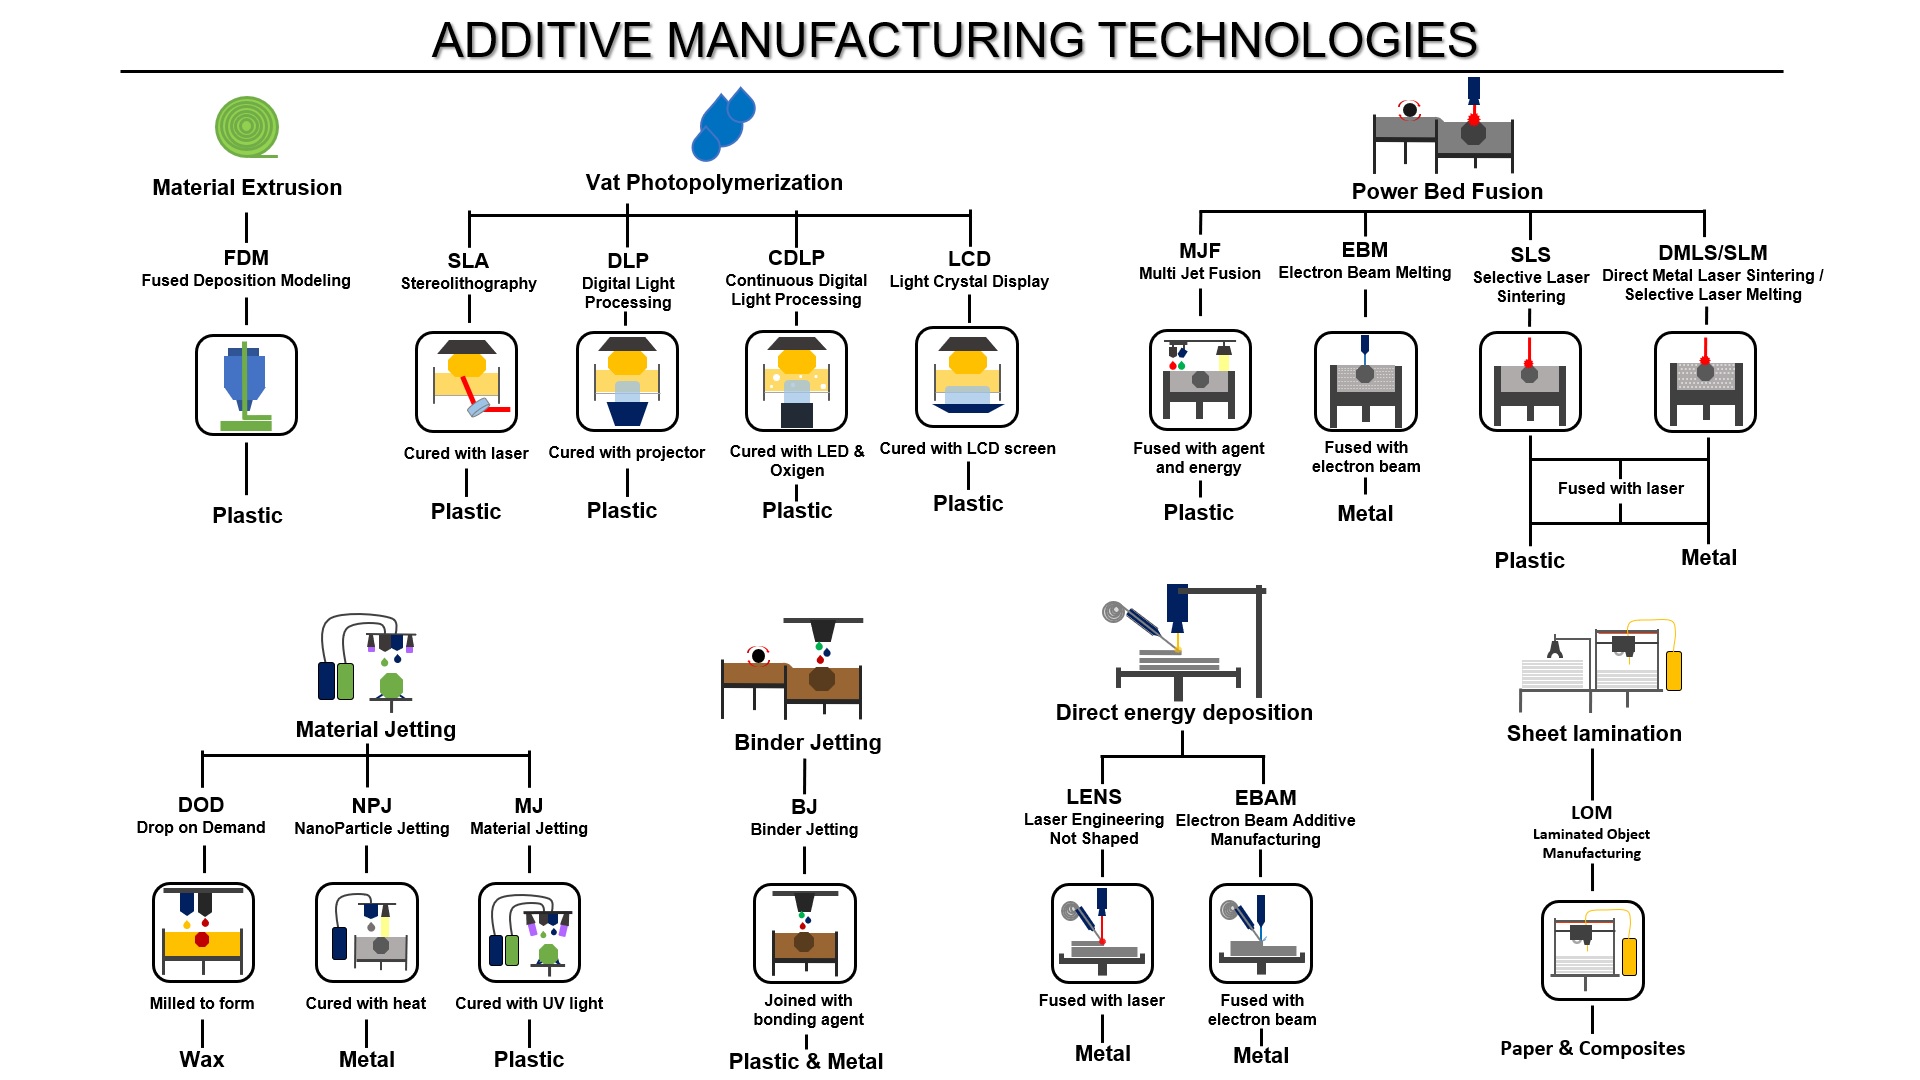 ADDITIVE MANUFACTURING TECHNOLOGIES
Material Extrusion
FDM
Fused Deposition Modeling
Plastic
Vat Photopolymerization
SLA
Stereolithography
Cured with laser
Plastic
DLP
Digital Light
Processing
Cured with projector
Plastic
CDLP
Continuous Digital
Light Processing
Cured with LED &
Oxigen
Plastic
LCD
Light Crystal Display
Cured with LCD screen
Plastic
Power Bed Fusion
MJF
Multi Jet Fusion
Fused with agent
and energy
Plastic
EBM
Electron Beam Melting
Fused with
electron beam
Metal
SLS
Selective Laser
Sintering
DMLS/SLM
Direct Metal Laser Sintering /
Selective Laser Melting
Fused with laser
Plastic
Metal
Material Jetting
DOD
Drop on Demand
Milled to form
Wax
NPJ
NanoParticle Jetting
Cured with heat
Metal
MJ
Material Jetting
Cured with UV light
Plastic
Binder Jetting
BJ
Binder Jetting
Joined with
bonding agent
Plastic & Metal
Direct energy deposition
LENS
Laser Engineering
Not Shaped
Fused with laser
Metal
EBAM
Electron Beam Additive
Manufacturing
Fused with
electron beam
Metal
Sheet lamination
LOM
Laminated Object
Manufacturing
Paper & Composites